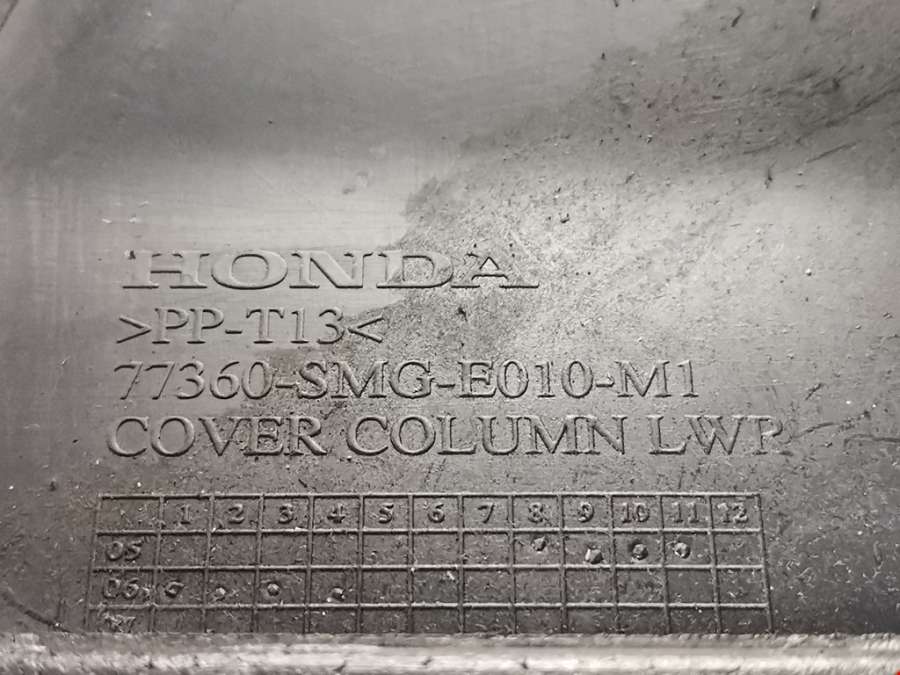 HONDA
>PP-T13<
77360-SMG-E010-M1
COVER COLUMN LWR
1 2 3 4 5 6 7 8 9 10 11 12
05
06